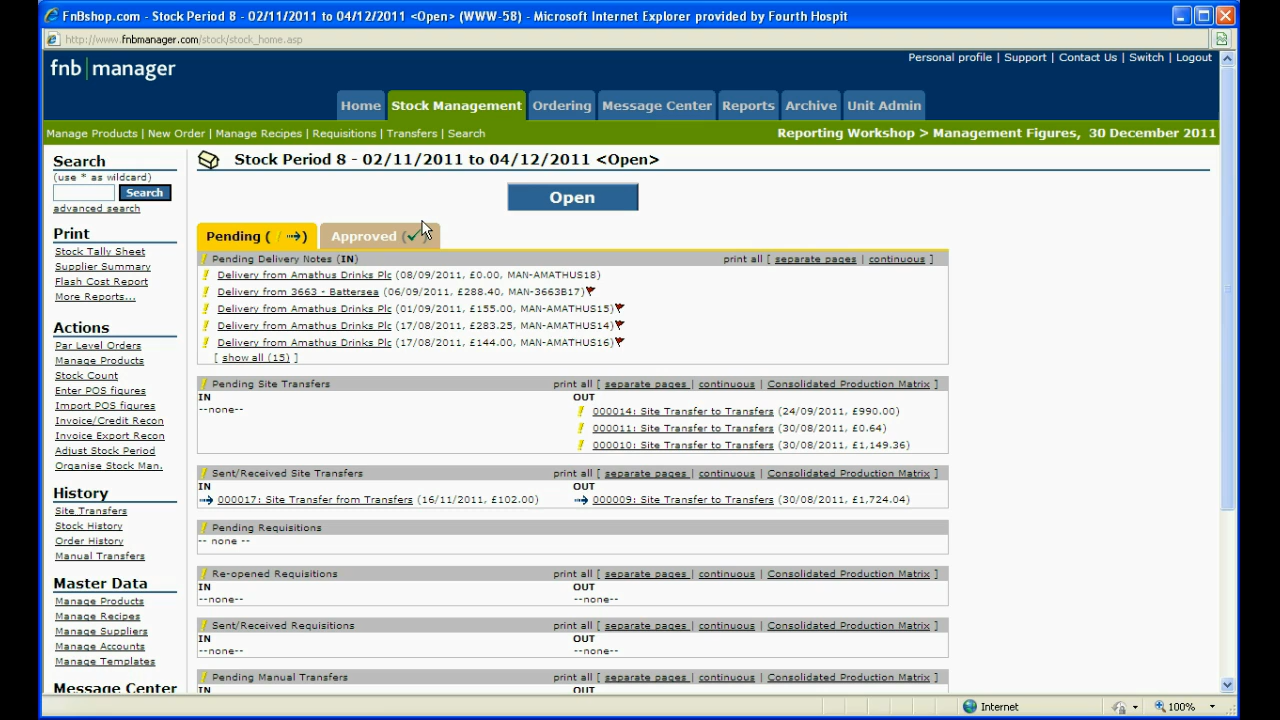 FnBshop.com - Stock Period 8 - 02/11/2011 to 04/12/2011 <Open> (WWW-58) - Microsoft Internet Explorer provided by Fourth Hospit
http://www.fnbmanager.com/stock/stock_home.asp
fnb|manager
Personal profile | Support | Contact Us | Switch | Logout
Home Stock Management Ordering Message Center Reports Archive Unit Admin
Manage Products | New Order | Manage Recipes | Requisitions | Transfers | Search
Reporting Workshop > Management Figures, 30 December 2011
Search
(use * as wildcard)
Search
advanced search
Print
Stock Tally Sheet
Supplier Summary
Flash Cost Report
More Reports...
Actions
Par Level Orders
Manage Products
Stock Count
Enter POS figures
Import POS figures
Invoice/Credit Recon
Invoice Export Recon
Adjust Stock Period
Organise Stock Man.
History
Site Transfers
Stock History
Order History
Manual Transfers
Master Data
Manage Products
Manage Recipes
Manage Suppliers
Manage Accounts
Manage Templates
Message Center
Stock Period 8 - 02/11/2011 to 04/12/2011 <Open>
Open
Pending ( / ) Approved (✓)
Pending Delivery Notes (IN) print all [ separate pages | continuous ]
Delivery from Amathus Drinks Plc (08/09/2011, £0.00, MAN-AMATHUS18)
Delivery from 3663 - Battersea (06/09/2011, £288.40, MAN-3663B17)
Delivery from Amathus Drinks Plc (01/09/2011, £155.00, MAN-AMATHUS15)
Delivery from Amathus Drinks Plc (17/08/2011, £283.25, MAN-AMATHUS14)
Delivery from Amathus Drinks Plc (17/08/2011, £144.00, MAN-AMATHUS16)
[ show all (15) ]
Pending Site Transfers print all [ separate pages | continuous | Consolidated Production Matrix ]
IN OUT
--none-- 000014: Site Transfer to Transfers (24/09/2011, £990.00)
000011: Site Transfer to Transfers (30/08/2011, £0.64)
000010: Site Transfer to Transfers (30/08/2011, £1,149.36)
Sent/Received Site Transfers print all [ separate pages | continuous | Consolidated Production Matrix ]
IN OUT
000017: Site Transfer from Transfers (16/11/2011, £102.00) 000009: Site Transfer to Transfers (30/08/2011, £1,724.04)
Pending Requisitions
-- none --
Re-opened Requisitions print all [ separate pages | continuous | Consolidated Production Matrix ]
IN OUT
--none-- --none--
Sent/Received Requisitions print all [ separate pages | continuous | Consolidated Production Matrix ]
IN OUT
--none-- --none--
Pending Manual Transfers print all [ separate pages | continuous | Consolidated Production Matrix ]
IN OUT
Internet 100%